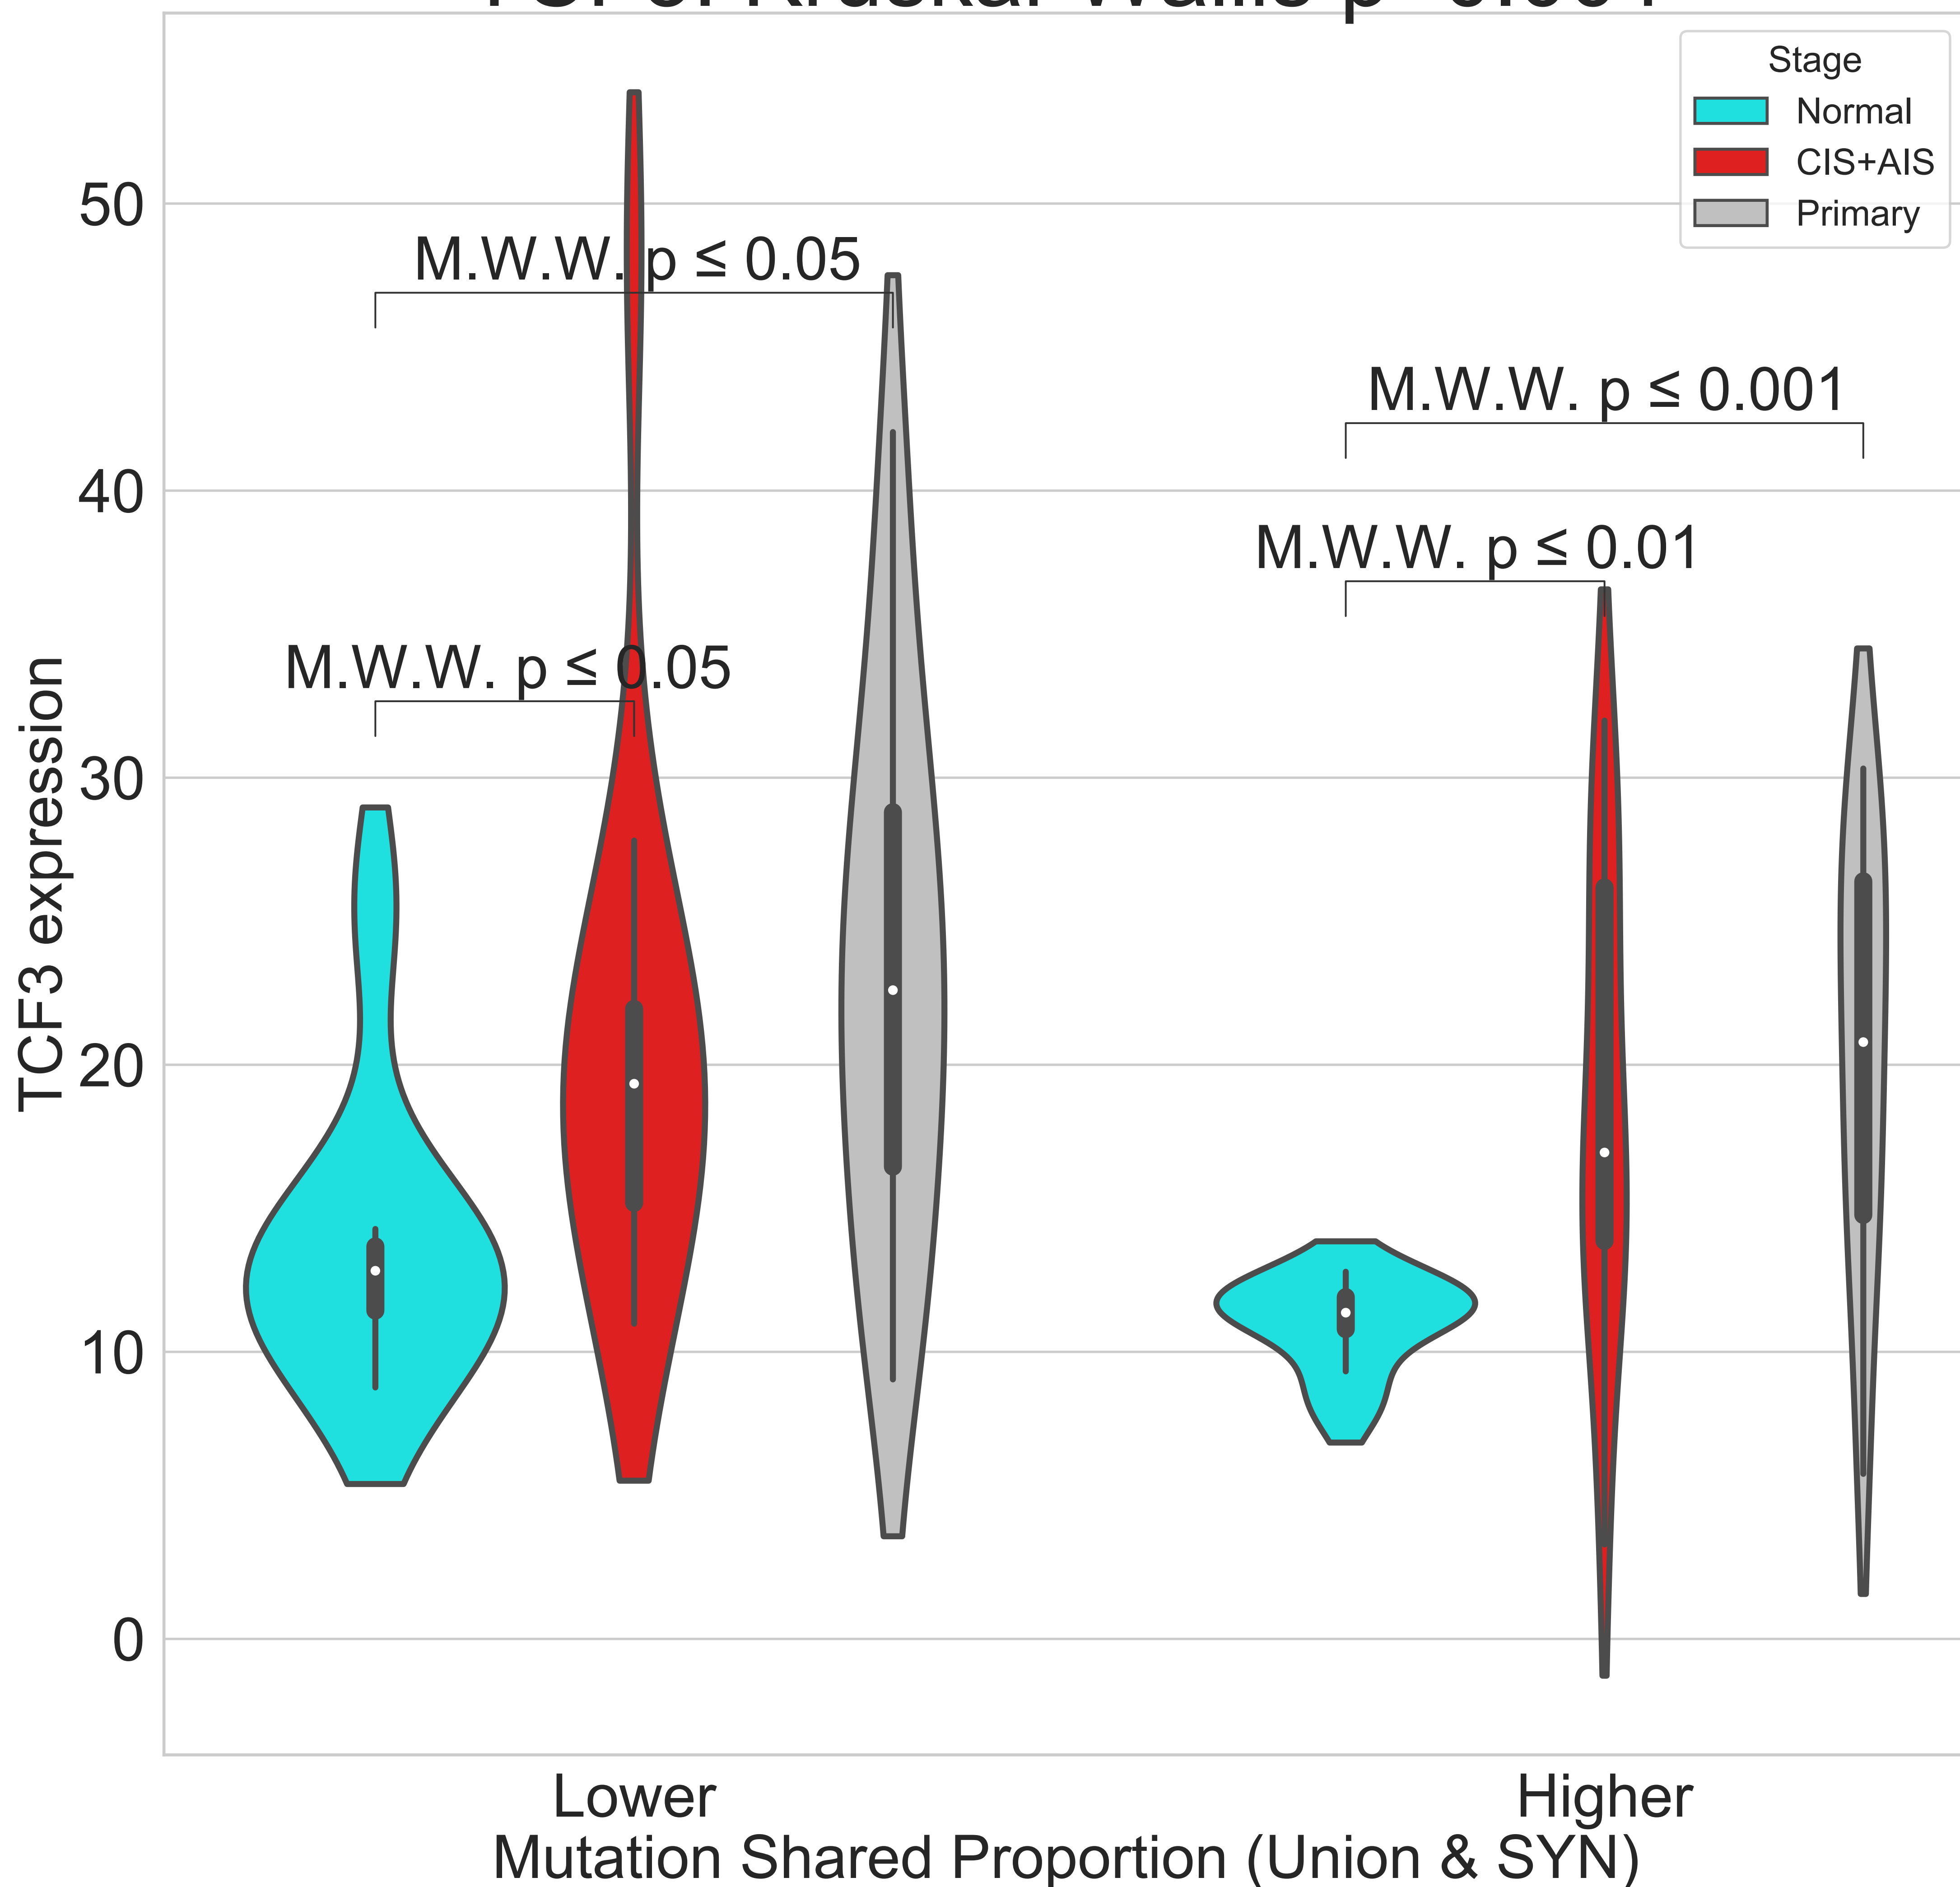 Stage
Normal
CIS+AIS
Primary
M.W.W. p ≤ 0.05
M.W.W. p ≤ 0.001
M.W.W. p ≤ 0.01
M.W.W. p ≤ 0.05
50
40
30
20
10
0
TCF3 expression
Lower
Higher
Mutation Shared Proportion (Union & SYN)